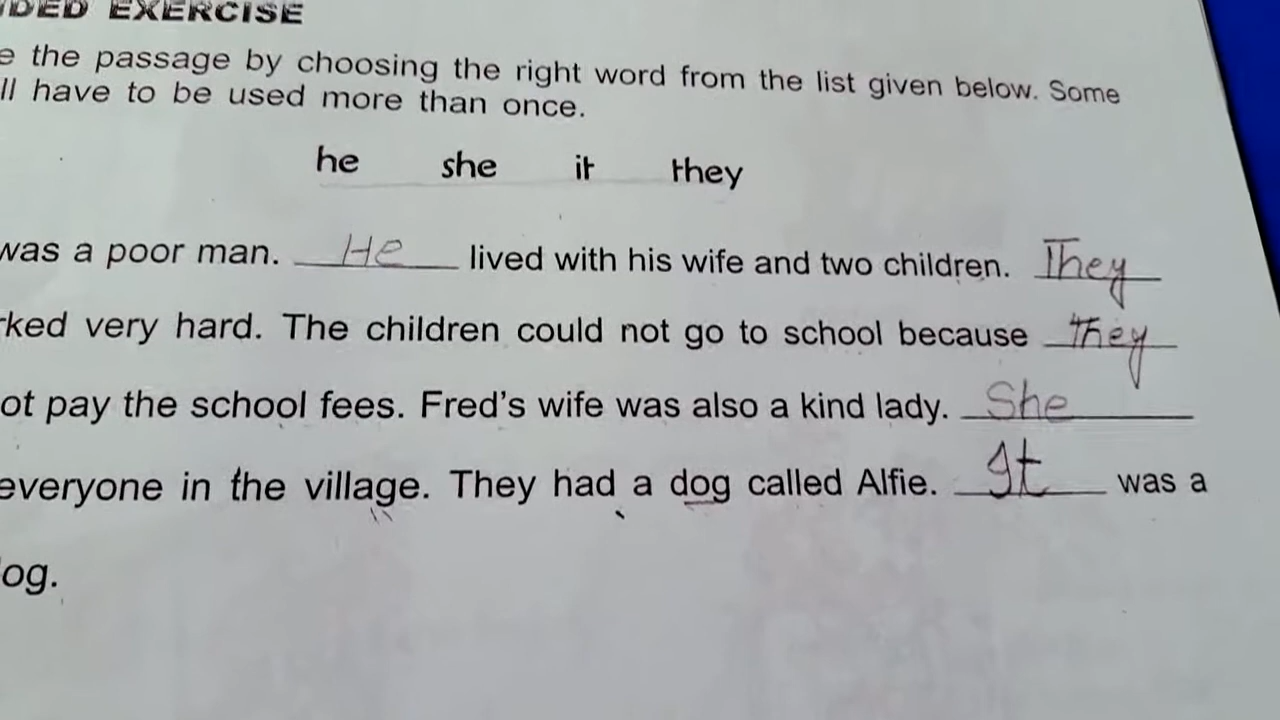 DED EXERCISE
e the passage by choosing the right word from the list given below. Some
ll have to be used more than once.
he she it they
was a poor man. He lived with his wife and two children. They
rked very hard. The children could not go to school because they
ot pay the school fees. Fred's wife was also a kind lady. She
everyone in the village. They had a dog called Alfie. It was a
og.